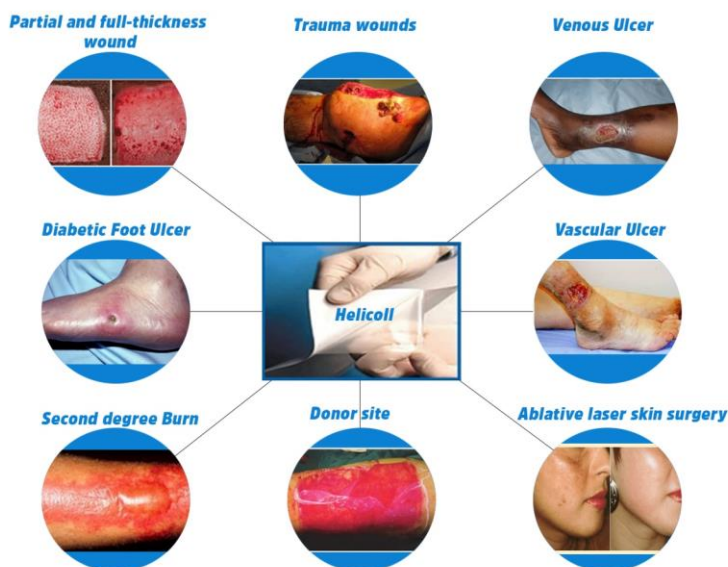 Partial and full-thickness
wound
Trauma wounds
Venous Ulcer
Diabetic Foot Ulcer
Helicoll
Vascular Ulcer
Second degree Burn
Donor site
Ablative laser skin surgery